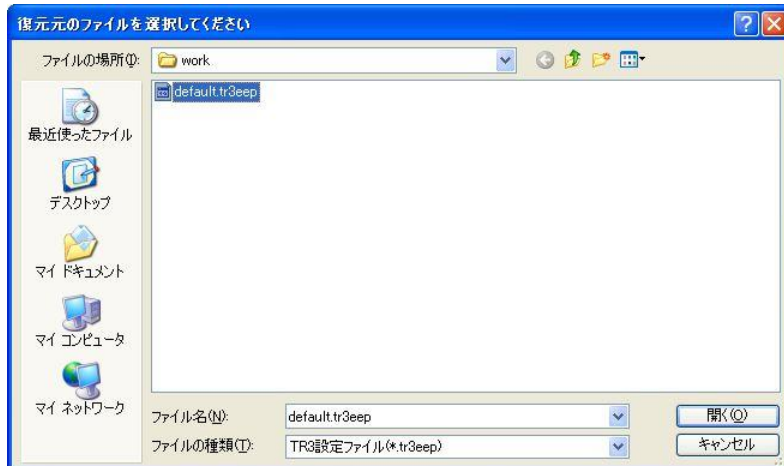 復元元のファイルを選択してください
ファイルの場所(I):
work
default.tr3eep
最近使ったファイル
デスクトップ
マイ ドキュメント
マイ コンピュータ
マイ ネットワーク
ファイル名(N):
default.tr3eep
開く(O)
ファイルの種類(T):
TR3設定ファイル(*.tr3eep)
キャンセル